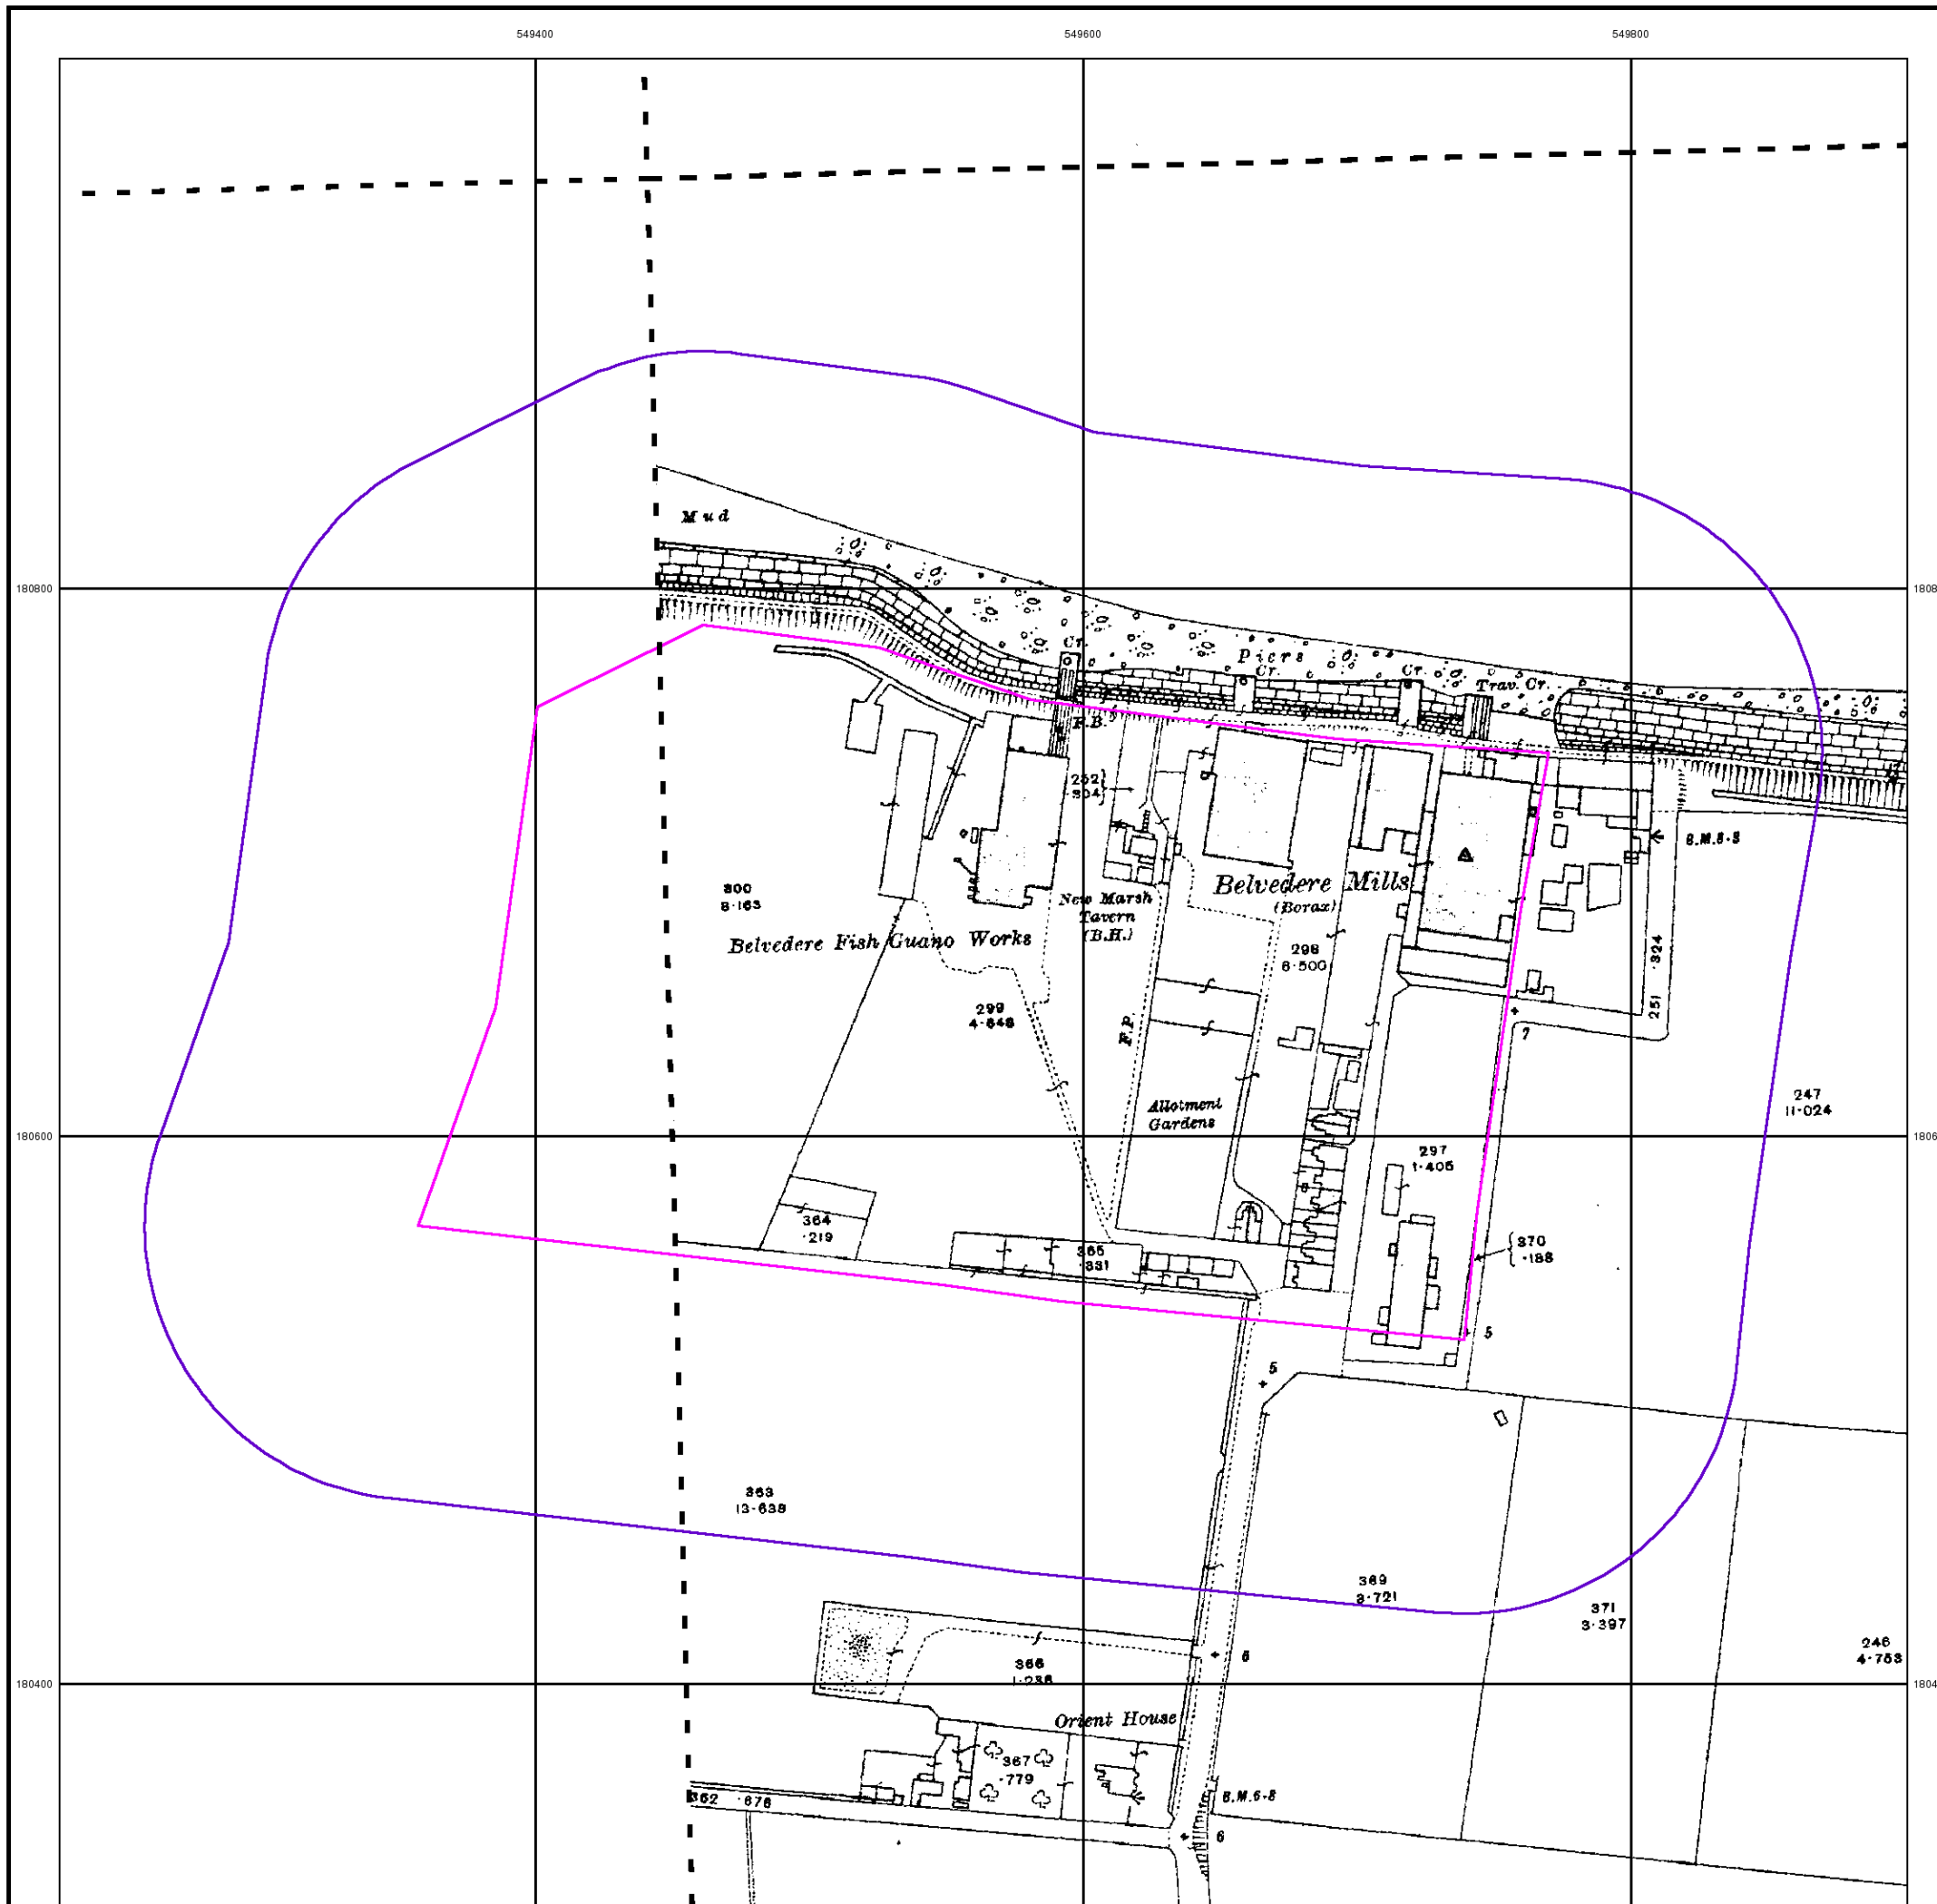 549400
549600
549800
Mud
180800
Piers
Cr.
Cr.
Cr.
Trav. Cr.
F.B.
252
.304
B.M.8.8
300
8.163
New Marsh
Tavern
(B.H.)
Belvedere Mills
(Borax)
Belvedere Fish Guano Works
298
6.500
251 .324
299
F.P.
7
Allotment
Gardens
247
11.024
180600
297
1.405
364
.219
365
.331
370
.188
5
5
363
13.638
369
3.721
371
3.397
246
4.753
366
1.236
6
180400
Orient House
367
.779
362 .676
B.M.6.8
6